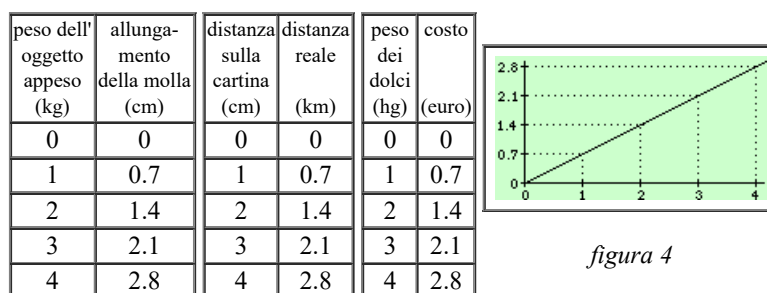 peso dell' allunga- distanza distanza peso costo
oggetto mento sulla reale dei
appeso della molla cartina dolci
(kg) (cm) (cm) (km) (hg) (euro)
0 0 0 0 0 0
1 0.7 1 0.7 1 0.7
2 1.4 2 1.4 2 1.4
3 2.1 3 2.1 3 2.1
4 2.8 4 2.8 4 2.8
2.8
2.1
1.4
0.7
0
0 1 2 3 4
figura 4